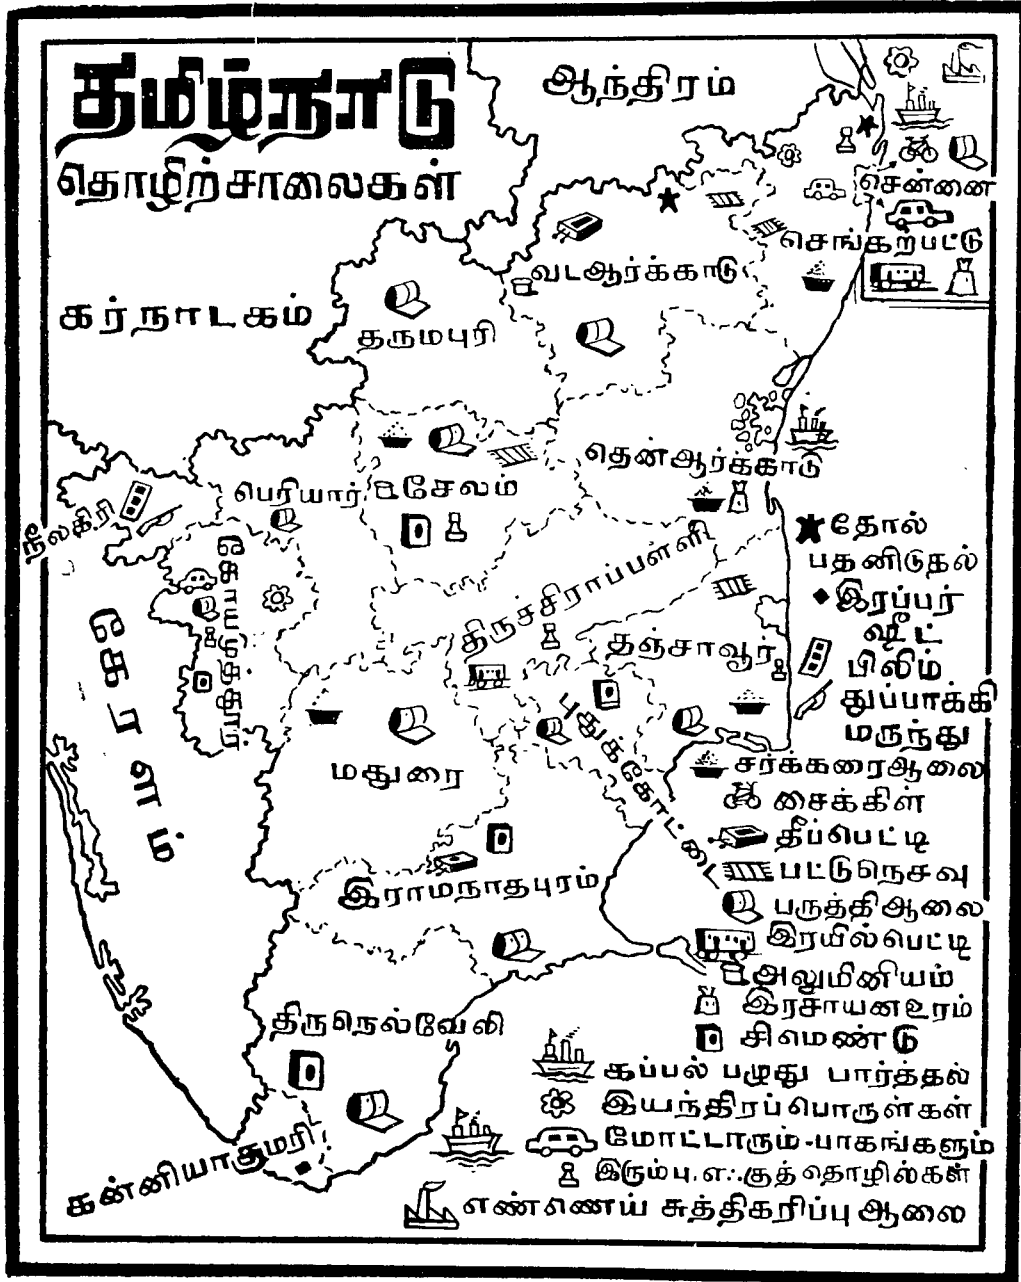 தமிழ்நாடு
தொழிற்சாலைகள்
ஆந்திரம்
சென்னை
செங்கற்பட்டு
வடஆர்க்காடு
கர்நாடகம்
தருமபுரி
தென்ஆர்க்காடு
பெரியார்
சேலம்
நீலகிரி
கோயமுத்தூர்
திருச்சிராப்பள்ளி
தஞ்சாவூர்
கேரளம்
புதுக்கோட்டை
மதுரை
இராமநாதபுரம்
திருநெல்வேலி
கன்னியாகுமரி
தோல்
பதனிடுதல்
இரப்பர்
ஷீட்
பிலிம்
துப்பாக்கி
மருந்து
சர்க்கரைஆலை
சைக்கிள்
தீப்பெட்டி
பட்டுநெசவு
பருத்திஆலை
இரயில்பெட்டி
அலுமினியம்
இரசாயனஉரம்
சிமெண்டு
கப்பல் பழுது பார்த்தல்
இயந்திரப்பொருள்கள்
மோட்டாரும்-பாகங்களும்
இரும்பு, எஃகுத்தொழில்கள்
எண்ணெய் சுத்திகரிப்பு ஆலை